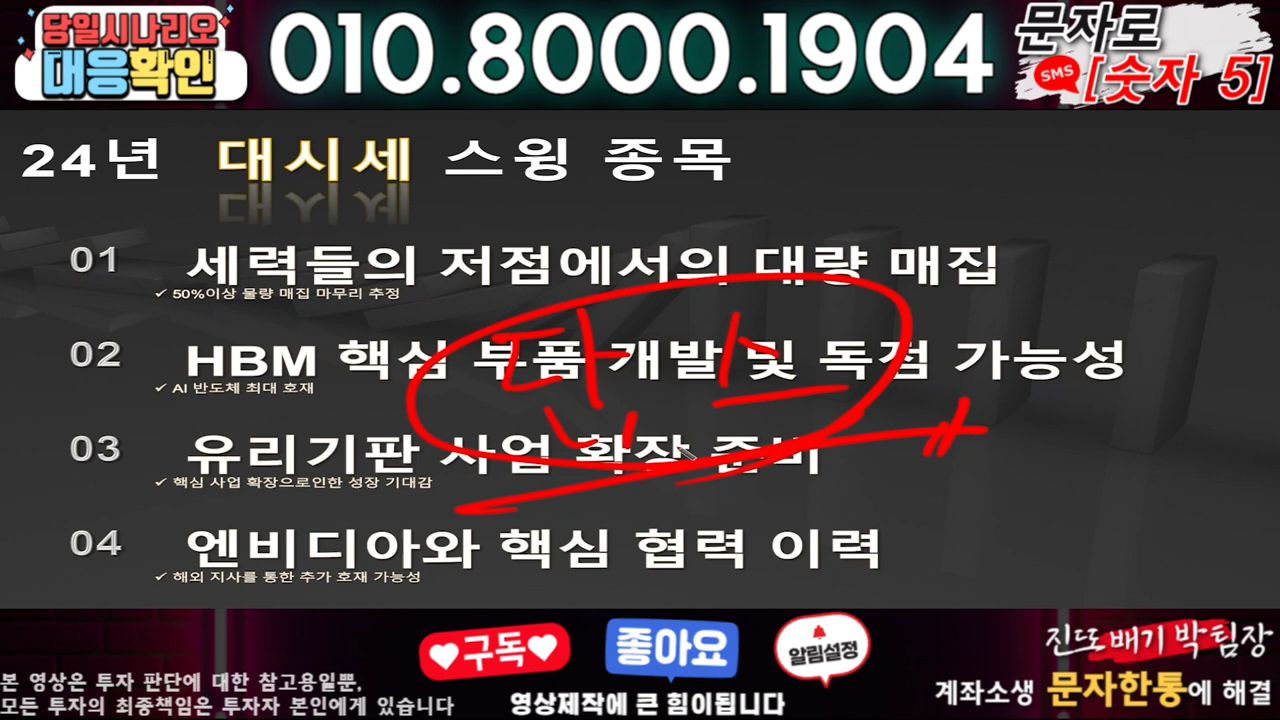 당일시나리오
대응확인
010.8000.1904
문자로
SMS
[숫자 5]
24년 대시세 스윙 종목
01 세력들의 저점에서의 대량 매집
✓ 50%이상 물량 매집 마무리 추정
02 HBM 핵심 부품 개발 및 독점 가능성
✓ AI 반도체 최대 호재
03 유리기판 사업 확장 준비
✓ 핵심 사업 확장으로인한 성장 기대감
04 엔비디아와 핵심 협력 이력
✓ 해외 지사를 통한 추가 호재 가능성
탄스
본 영상은 투자 판단에 대한 참고용일뿐,
모든 투자의 최종책임은 투자자 본인에게 있습니다
구독
좋아요
알림설정
영상제작에 큰 힘이됩니다
진또배기 박팀장
계좌소생 문자한통에 해결